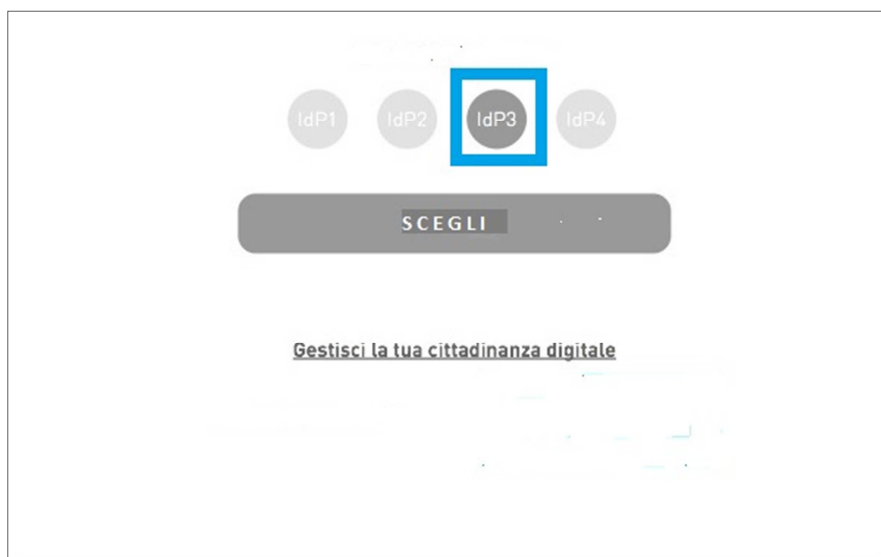 IdP1 IdP2 IdP3 IdP4
SCEGLI
Gestisci la tua cittadinanza digitale